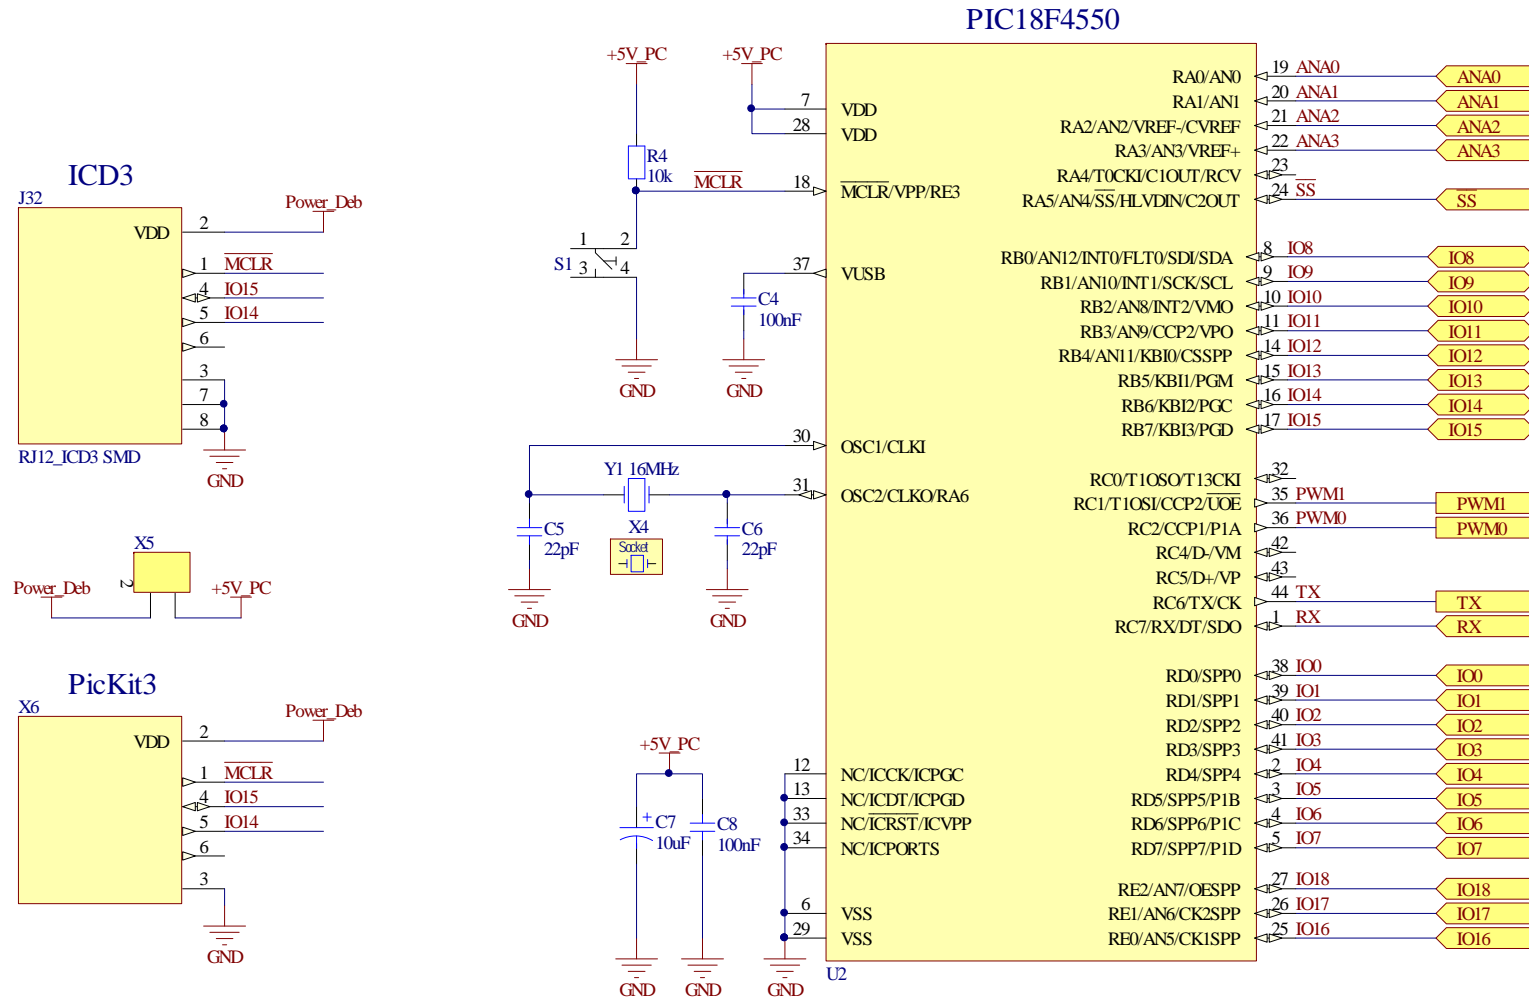 PIC18F4550
+5V_PC
+5V_PC
7 VDD
28 VDD
R4
10k
MCLR
18 MCLR/VPP/RE3
1 2
S1 3 4
37 VUSB
C4
100nF
GND
GND
30 OSC1/CLKI
Y1 16MHz
31 OSC2/CLKO/RA6
C5
22pF
X4
Socket
C6
22pF
GND
GND
+5V_PC
C7
10uF
+
C8
100nF
GND
GND
GND
12 NC/ICCK/ICPGC
13 NC/ICDT/ICPGD
33 NC/ICRST/ICVPP
34 NC/ICPORTS
6 VSS
29 VSS
U2
RA0/AN0 19 ANA0 ANA0
RA1/AN1 20 ANA1 ANA1
RA2/AN2/VREF-/CVREF 21 ANA2 ANA2
RA3/AN3/VREF+ 22 ANA3 ANA3
RA4/T0CKI/C1OUT/RCV 23
RA5/AN4/SS/HLVDIN/C2OUT 24 SS SS
RB0/AN12/INT0/FLT0/SDI/SDA 8 IO8 IO8
RB1/AN10/INT1/SCK/SCL 9 IO9 IO9
RB2/AN8/INT2/VMO 10 IO10 IO10
RB3/AN9/CCP2/VPO 11 IO11 IO11
RB4/AN11/KBI0/CSSPP 14 IO12 IO12
RB5/KBI1/PGM 15 IO13 IO13
RB6/KBI2/PGC 16 IO14 IO14
RB7/KBI3/PGD 17 IO15 IO15
RC0/T1OSO/T13CKI 32
RC1/T1OSI/CCP2/UOE 35 PWM1 PWM1
RC2/CCP1/P1A 36 PWM0 PWM0
RC4/D-/VM 42
RC5/D+/VP 43
RC6/TX/CK 44 TX TX
RC7/RX/DT/SDO 1 RX RX
RD0/SPP0 38 IO0 IO0
RD1/SPP1 39 IO1 IO1
RD2/SPP2 40 IO2 IO2
RD3/SPP3 41 IO3 IO3
RD4/SPP4 2 IO4 IO4
RD5/SPP5/P1B 3 IO5 IO5
RD6/SPP6/P1C 4 IO6 IO6
RD7/SPP7/P1D 5 IO7 IO7
RE2/AN7/OESPP 27 IO18 IO18
RE1/AN6/CK2SPP 26 IO17 IO17
RE0/AN5/CK1SPP 25 IO16 IO16
ICD3
J32
Power_Deb
VDD 2
1 MCLR
4 IO15
5 IO14
6
3
7
8
RJ12_ICD3 SMD
GND
X5
2
Power_Deb
+5V_PC
PicKit3
X6
Power_Deb
VDD 2
1 MCLR
4 IO15
5 IO14
6
3
GND